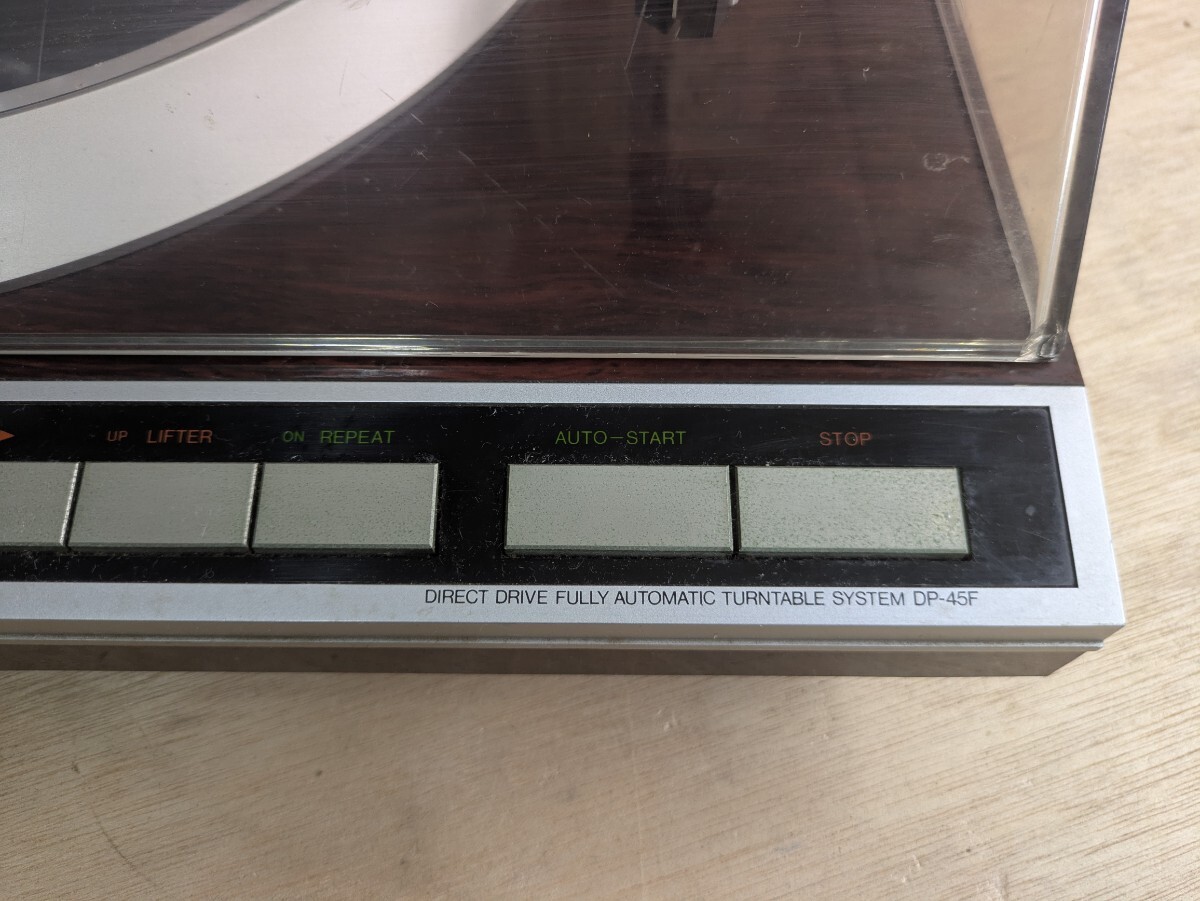 UP LIFTER
ON REPEAT
AUTO-START
STOP
DIRECT DRIVE FULLY AUTOMATIC TURNTABLE SYSTEM DP-45F